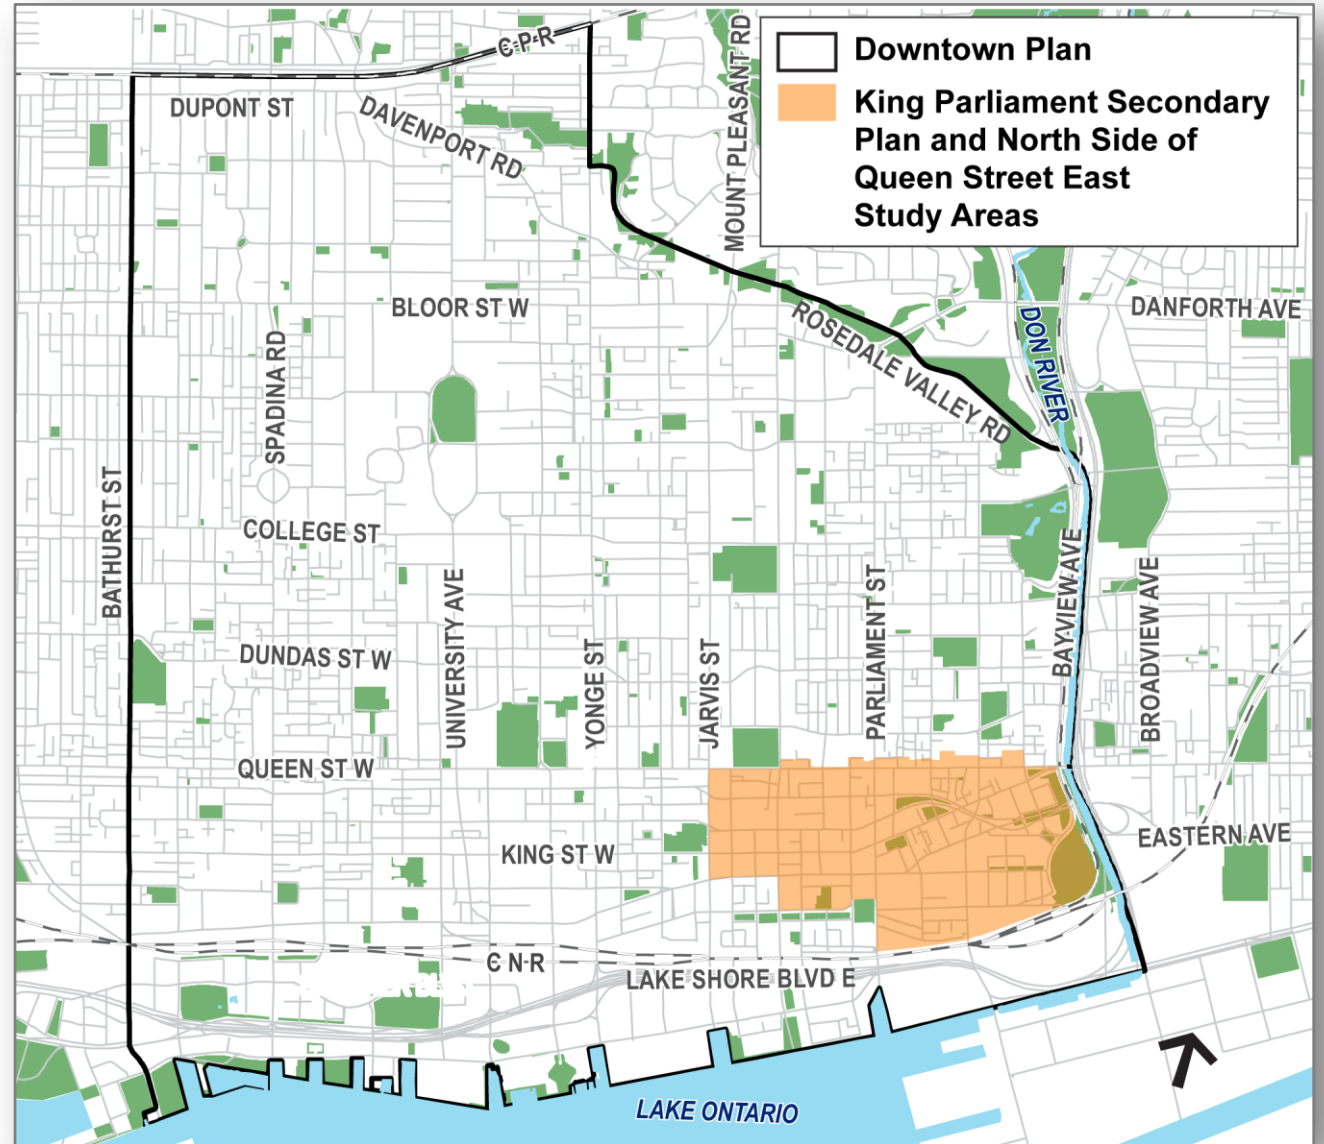 Downtown Plan
King Parliament Secondary
Plan and North Side of
Queen Street East
Study Areas
C P R
DUPONT ST
DAVENPORT RD
MOUNT PLEASANT RD
BLOOR ST W
DANFORTH AVE
DON RIVER
ROSEDALE VALLEY RD
SPADINA RD
BATHURST ST
COLLEGE ST
UNIVERSITY AVE
DUNDAS ST W
YONGE ST
JARVIS ST
PARLIAMENT ST
BAYVIEW AVE
BROADVIEW AVE
QUEEN ST W
KING ST W
EASTERN AVE
C N R
LAKE SHORE BLVD E
LAKE ONTARIO